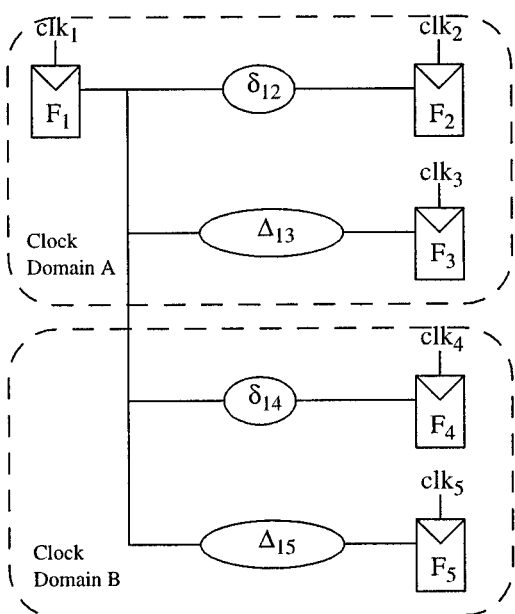 clk₁
clk₂
F₁
δ₁₂
F₂
clk₃
Δ₁₃
F₃
Clock
Domain A
clk₄
δ₁₄
F₄
clk₅
Δ₁₅
F₅
Clock
Domain B